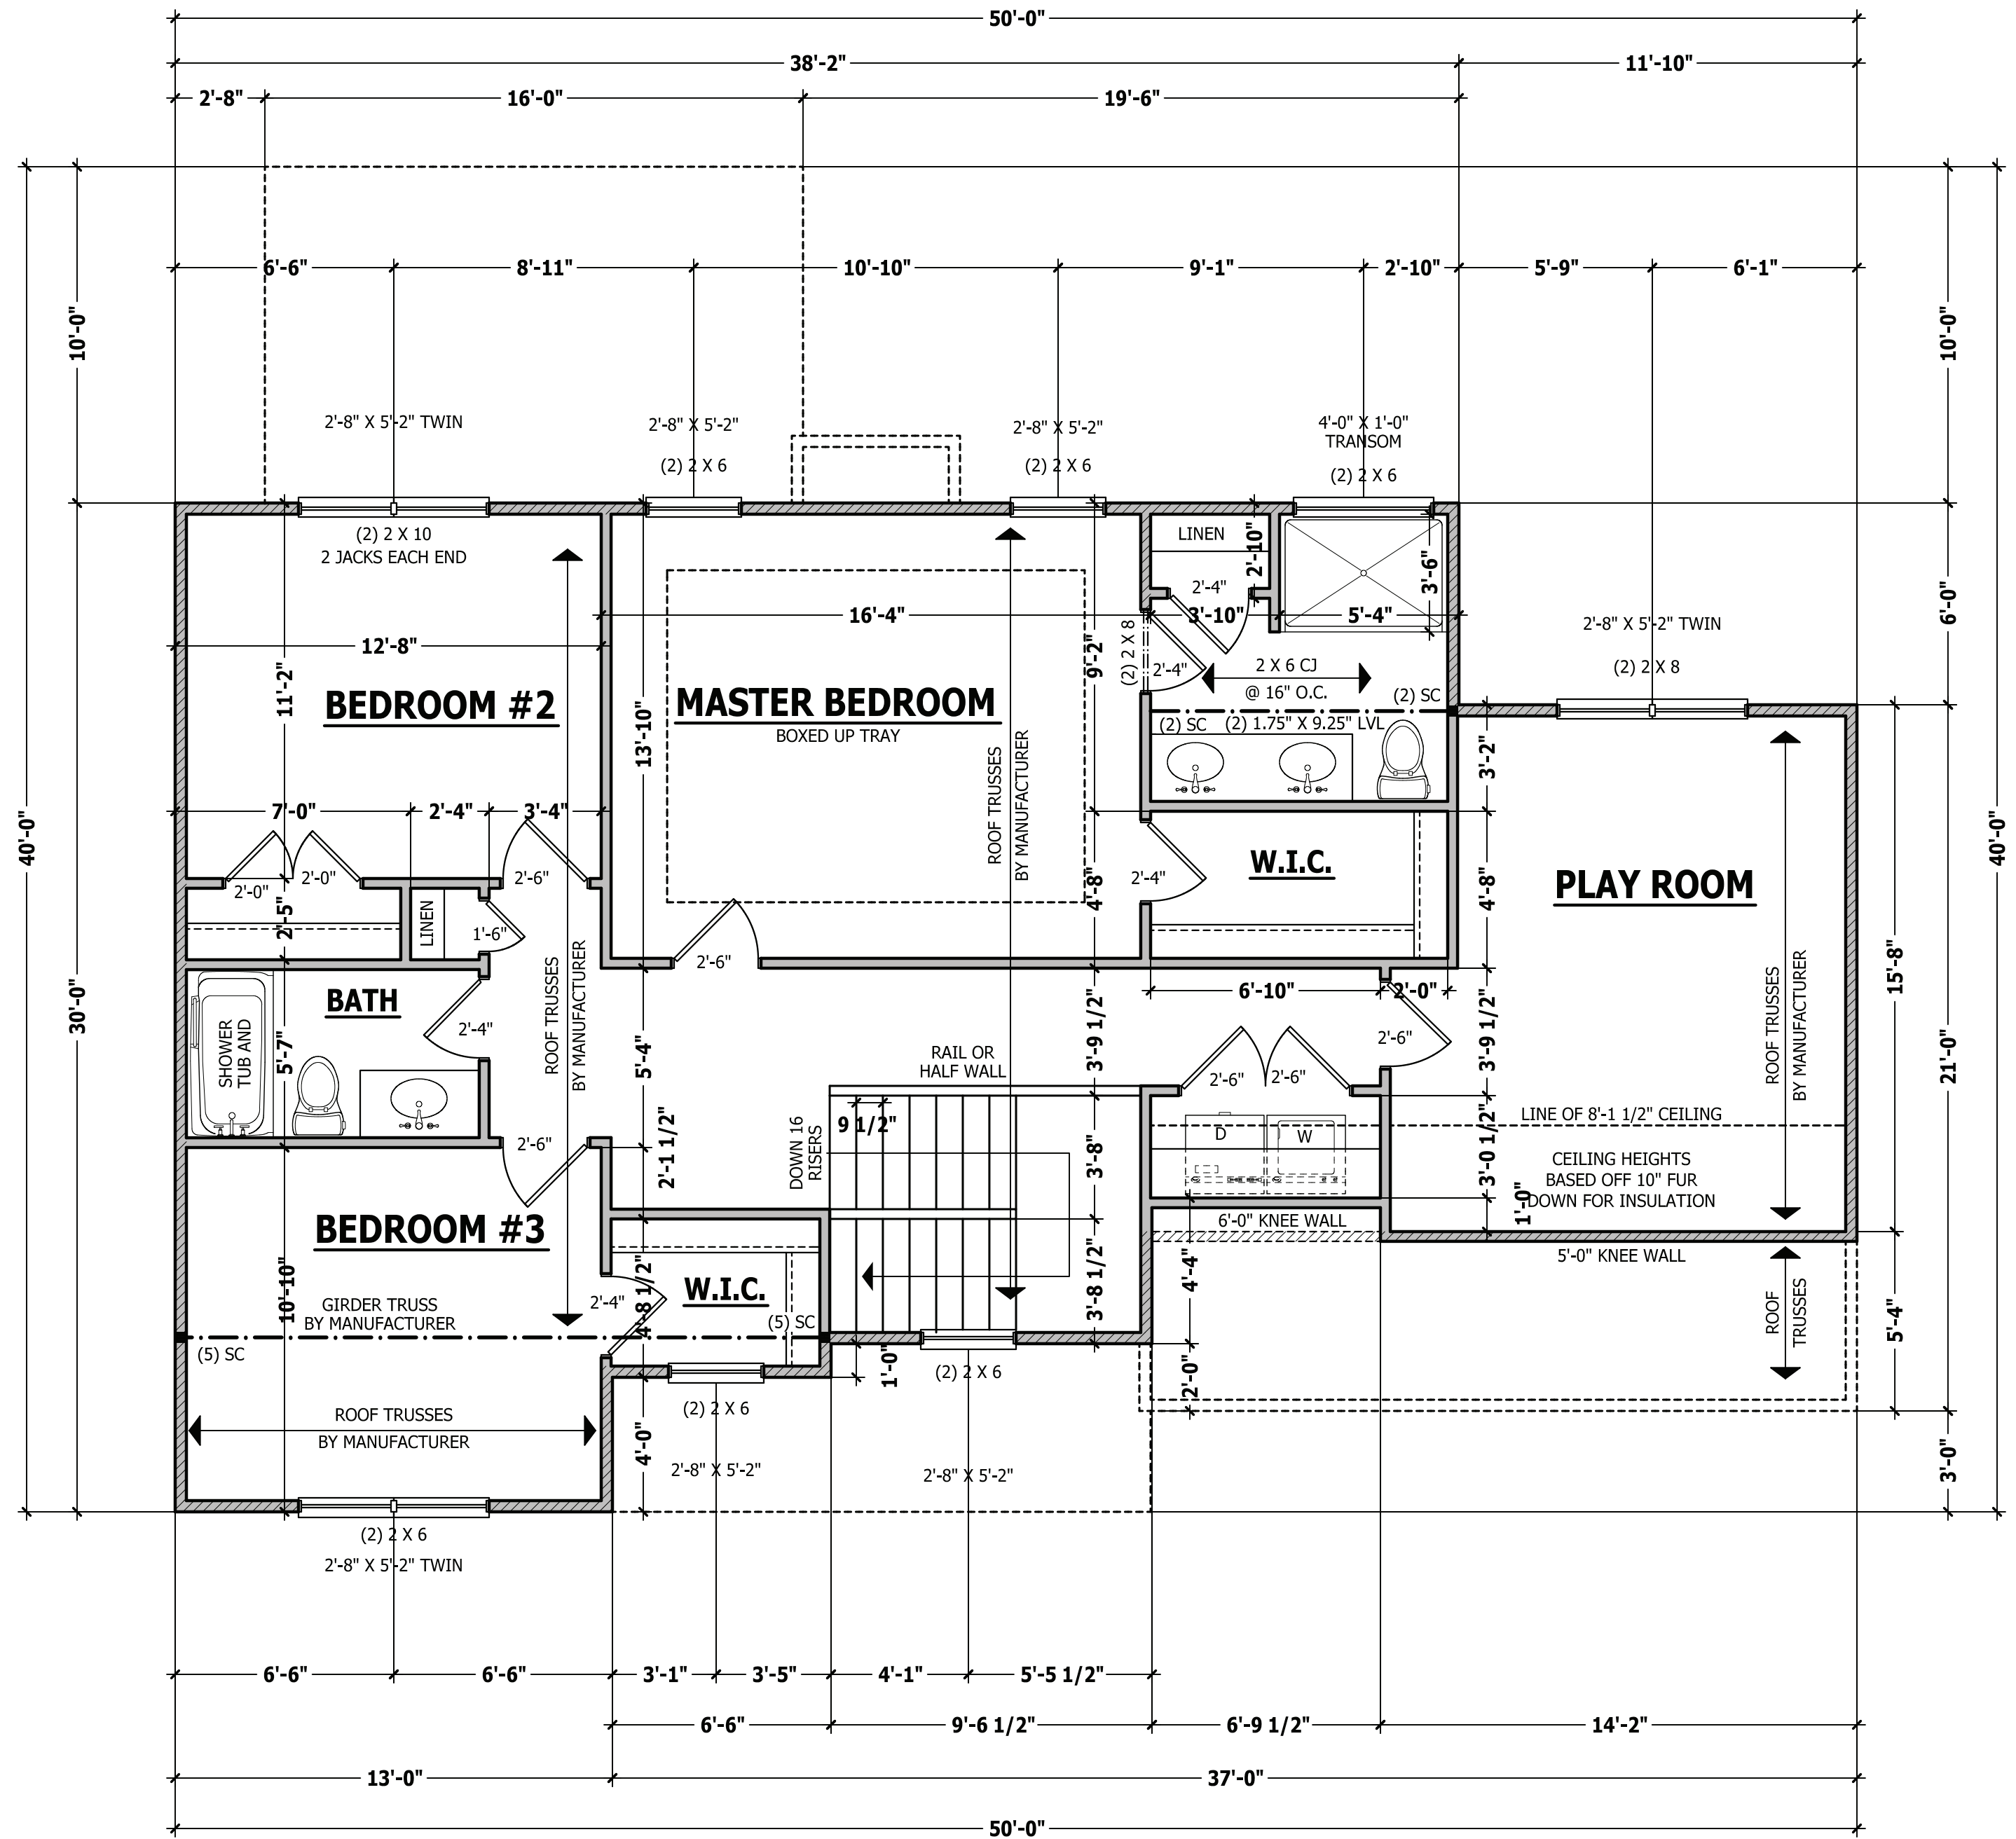 50'-0"
38'-2"
11'-10"
2'-8"
16'-0"
19'-6"
6'-6"
8'-11"
10'-10"
9'-1"
2'-10"
5'-9"
6'-1"
10'-0"
10'-0"
2'-8" X 5'-2" TWIN
2'-8" X 5'-2"
(2) 2 X 6
2'-8" X 5'-2"
(2) 2 X 6
4'-0" X 1'-0"
TRANSOM
(2) 2 X 6
(2) 2 X 10
2 JACKS EACH END
LINEN
2'-10"
3'-6"
2'-4"
16'-4"
3'-10"
5'-4"
12'-8"
6'-0"
2'-8" X 5'-2" TWIN
(2) 2 X 8
(2) 2 X 8
9'-2"
2'-4"
2 X 6 CJ
@ 16" O.C.
(2) SC
(2) SC
(2) 1.75" X 9.25" LVL
11'-2"
BEDROOM #2
13'-10"
MASTER BEDROOM
BOXED UP TRAY
ROOF TRUSSES
BY MANUFACTURER
3'-2"
7'-0"
2'-4"
3'-4"
40'-0"
40'-0"
2'-0"
2'-0"
2'-6"
W.I.C.
2'-4"
4'-8"
4'-8"
PLAY ROOM
2'-5"
LINEN
1'-6"
2'-6"
15'-8"
30'-0"
BATH
2'-4"
SHOWER
TUB AND
5'-7"
ROOF TRUSSES
BY MANUFACTURER
5'-4"
6'-10"
2'-0"
3'-9 1/2"
3'-9 1/2"
2'-6"
RAIL OR
HALF WALL
2'-6"
2'-6"
ROOF TRUSSES
BY MANUFACTURER
21'-0"
LINE OF 8'-1 1/2" CEILING
9 1/2"
DOWN 16
RISERS
2'-1 1/2"
3'-8"
D
W
3'-0 1/2"
CEILING HEIGHTS
BASED OFF 10" FUR
DOWN FOR INSULATION
1'-0"
2'-6"
BEDROOM #3
6'-0" KNEE WALL
5'-0" KNEE WALL
10'-10"
GIRDER TRUSS
BY MANUFACTURER
(5) SC
2'-4"
4'-8 1/2"
W.I.C.
(5) SC
3'-8 1/2"
4'-4"
ROOF
TRUSSES
5'-4"
1'-0"
(2) 2 X 6
2'-0"
ROOF TRUSSES
BY MANUFACTURER
(2) 2 X 6
4'-0"
2'-8" X 5'-2"
2'-8" X 5'-2"
3'-0"
(2) 2 X 6
2'-8" X 5'-2" TWIN
6'-6"
6'-6"
3'-1"
3'-5"
4'-1"
5'-5 1/2"
6'-6"
9'-6 1/2"
6'-9 1/2"
14'-2"
13'-0"
37'-0"
50'-0"